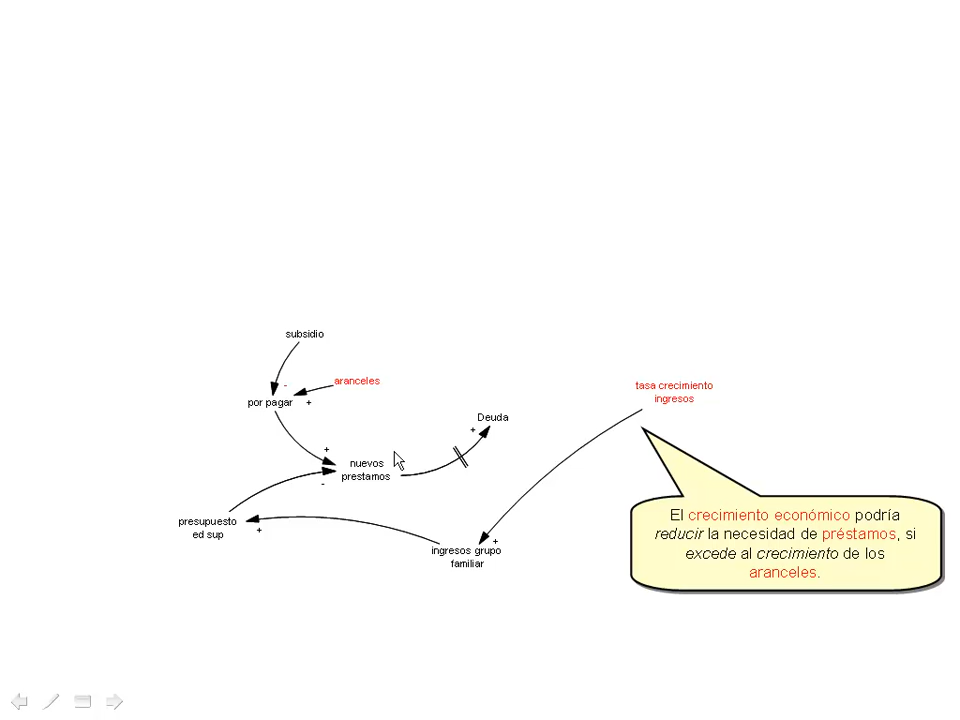 subsidio
-
aranceles
por pagar +
tasa crecimiento
ingresos
Deuda
+
+
nuevos
prestamos
-
presupuesto
ed sup
+
+
ingresos grupo
familiar
El crecimiento económico podría
reducir la necesidad de préstamos, si
excede al crecimiento de los
aranceles.